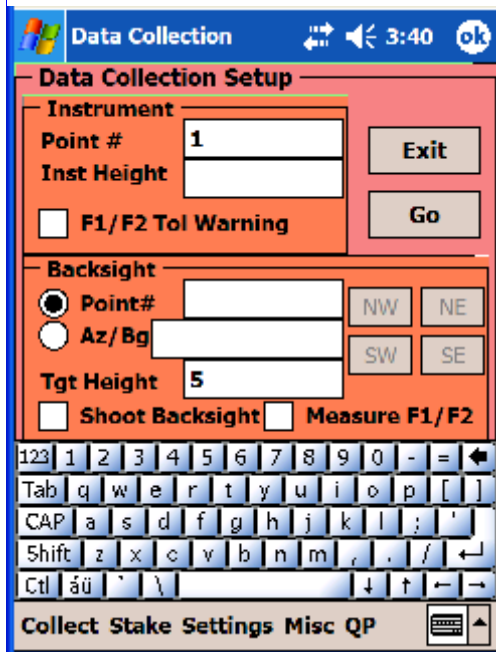 Data Collection 3:40 ok
Data Collection Setup
Instrument
Point # 1
Exit
Inst Height
F1/F2 Tol Warning
Go
Backsight
Point#
NW NE
Az/Bg
SW SE
Tgt Height 5
Shoot Backsight Measure F1/F2
123 1 2 3 4 5 6 7 8 9 0 - =
Tab q w e r t y u i o p [ ]
CAP a s d f g h j k l ; '
Shift z x c v b n m , . /
Ctl áü ` \
Collect Stake Settings Misc QP